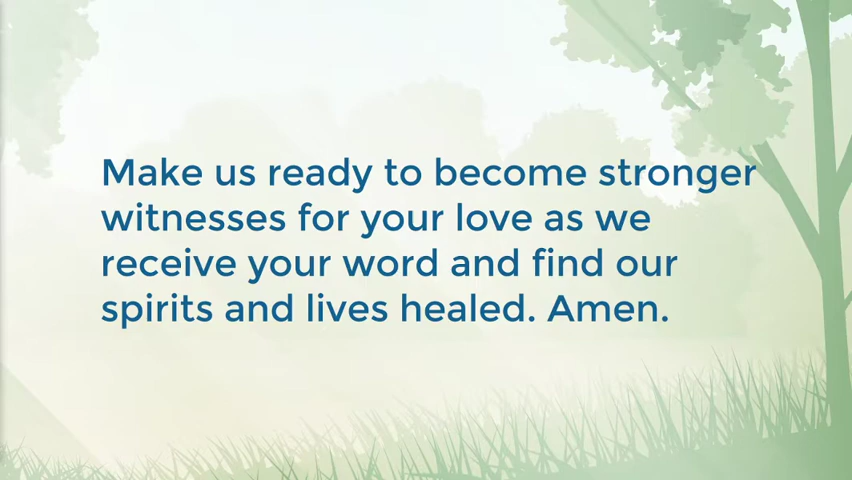 Make us ready to become stronger
witnesses for your love as we
receive your word and find our
spirits and lives healed. Amen.